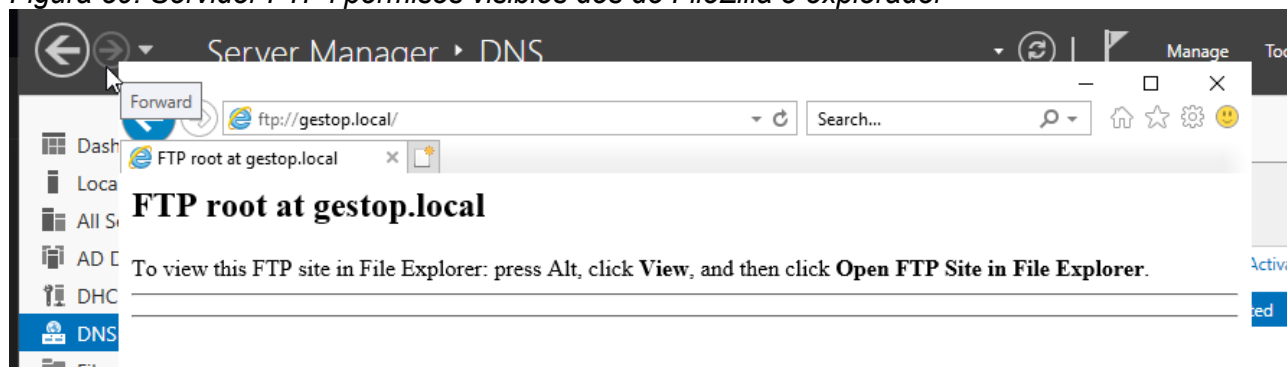 Server Manager ‣ DNS
Manage
Forward
ftp://gestop.local/
Search...
FTP root at gestop.local
Dash
Loca
All Se
AD D
DHC
DNS
FTP root at gestop.local
To view this FTP site in File Explorer: press Alt, click View, and then click Open FTP Site in File Explorer.